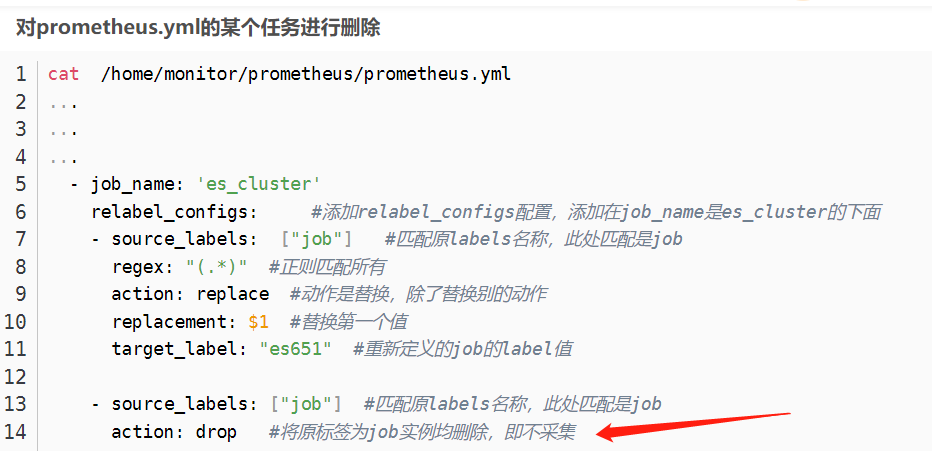 对prometheus.yml的某个任务进行删除
1 cat  /home/monitor/prometheus/prometheus.yml
2 ...
3 ...
4 ...
5   - job_name: 'es_cluster'
6     relabel_configs:     #添加relabel_configs配置，添加在job_name是es_cluster的下面
7     - source_labels:  ["job"]   #匹配原labels名称，此处匹配是job
8       regex: "(.*)"  #正则匹配所有
9       action: replace  #动作是替换，除了替换别的动作
10       replacement: $1  #替换第一个值
11       target_label: "es651"  #重新定义的job的label值
12
13     - source_labels: ["job"]  #匹配原labels名称，此处匹配是job
14       action: drop   #将原标签为job实例均删除，即不采集